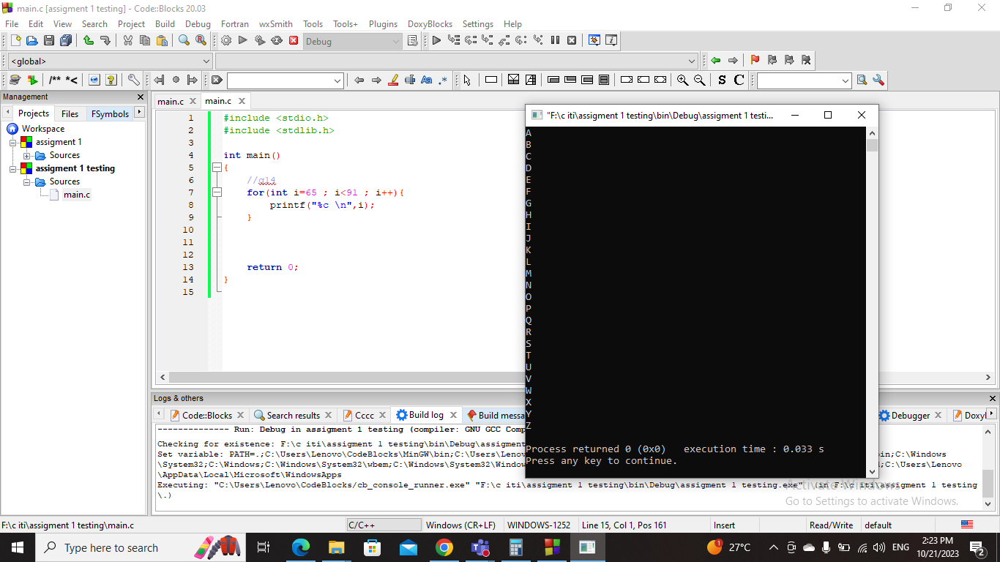 main.c [assigment 1 testing] - Code::Blocks 20.03
File Edit View Search Project Build Debug Fortran wxSmith Tools Tools+ Plugins DoxyBlocks Settings Help
Debug
<global>
/** *<
Aa .* S C
Management
Projects Files FSymbols
Workspace
assigment 1
Sources
assigment 1 testing
Sources
main.c
main.c main.c
1 #include <stdio.h>
2 #include <stdlib.h>
3
4 int main()
5 {
6 //q14
7 for(int i=65 ; i<91 ; i++){
8 printf("%c \n",i);
9 }
10
11
12
13 return 0;
14 }
15
"F:\c iti\assigment 1 testing\bin\Debug\assigment 1 testi...
A
B
C
D
E
F
G
H
I
J
K
L
M
N
O
P
Q
R
S
T
U
V
W
X
Y
Z
Process returned 0 (0x0) execution time : 0.033 s
Press any key to continue.
Logs & others
Code::Blocks Search results Cccc Build log Build messa Debugger Doxyl
-------------- Run: Debug in assigment 1 testing (compiler: GNU GCC Comp
Checking for existence: F:\c iti\assigment 1 testing\bin\Debug\assigment
Set variable: PATH=.;C:\Users\Lenovo\CodeBlocks\MinGW\bin;C:\Users\Leno bin;C:\Windows
\System32;C:\Windows;C:\Windows\System32\wbem;C:\Windows\System32\Windo ;C:\Users\Lenovo
\AppData\Local\Microsoft\WindowsApps
Executing: "C:\Users\Lenovo\CodeBlocks/cb_console_runner.exe" "F:\c iti\assigment 1 testing\bin\Debug\assigment 1 testing.exe" (in F:\c iti\assigment 1 testing
\.)
Activate Windows
Go to Settings to activate Windows.
F:\c iti\assigment 1 testing\main.c C/C++ Windows (CR+LF) WINDOWS-1252 Line 15, Col 1, Pos 161 Insert Read/Write default
Type here to search 1 27°C ENG 2:23 PM
10/21/2023 2